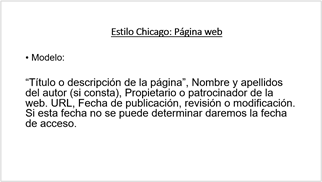 Estilo Chicago: Página web
• Modelo:
“Título o descripción de la página”, Nombre y apellidos
del autor (si consta), Propietario o patrocinador de la
web. URL, Fecha de publicación, revisión o modificación.
Si esta fecha no se puede determinar daremos la fecha
de acceso.